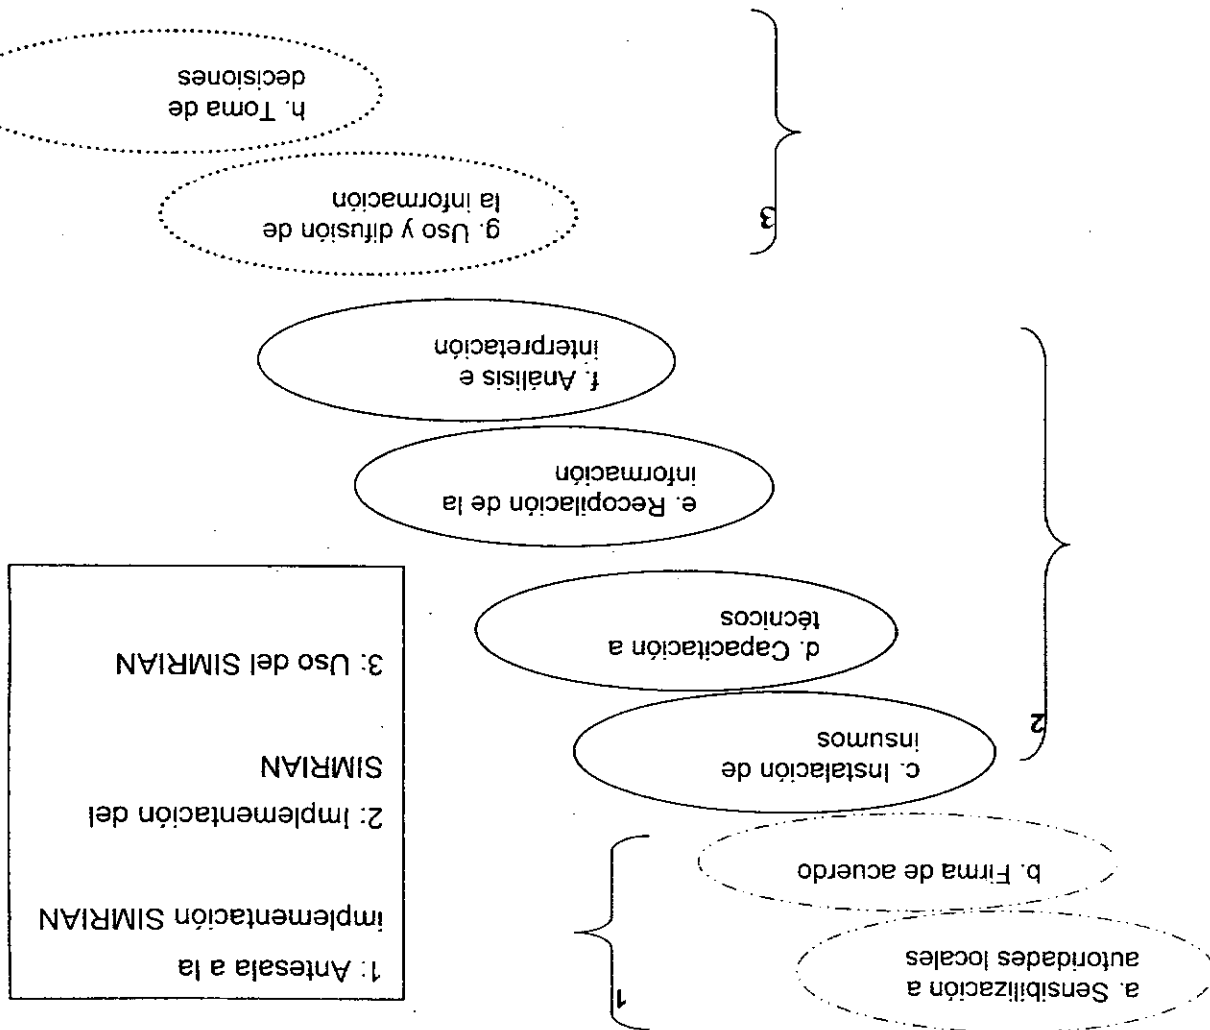 a. Sensibilización a
autoridades locales
b. Firma de acuerdo
1
c. Instalación de
insumos
d. Capacitación a
técnicos
e. Recopilación de la
información
f. Análisis e
interpretación
2
g. Uso y difusión de
la información
h. Toma de
decisiones
3
1: Antesala a la
implementación SIMRIAN
2: Implementación del
SIMRIAN
3: Uso del SIMRIAN